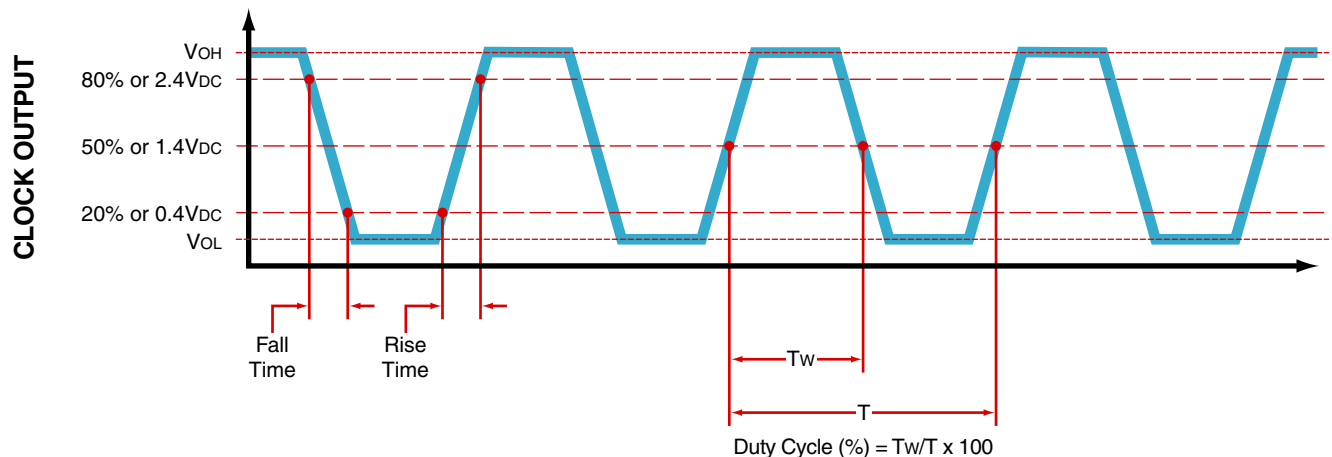 CLOCK OUTPUT
VOH
80% or 2.4VDC
50% or 1.4VDC
20% or 0.4VDC
VOL
Fall
Time
Rise
Time
TW
T
Duty Cycle (%) = TW/T x 100